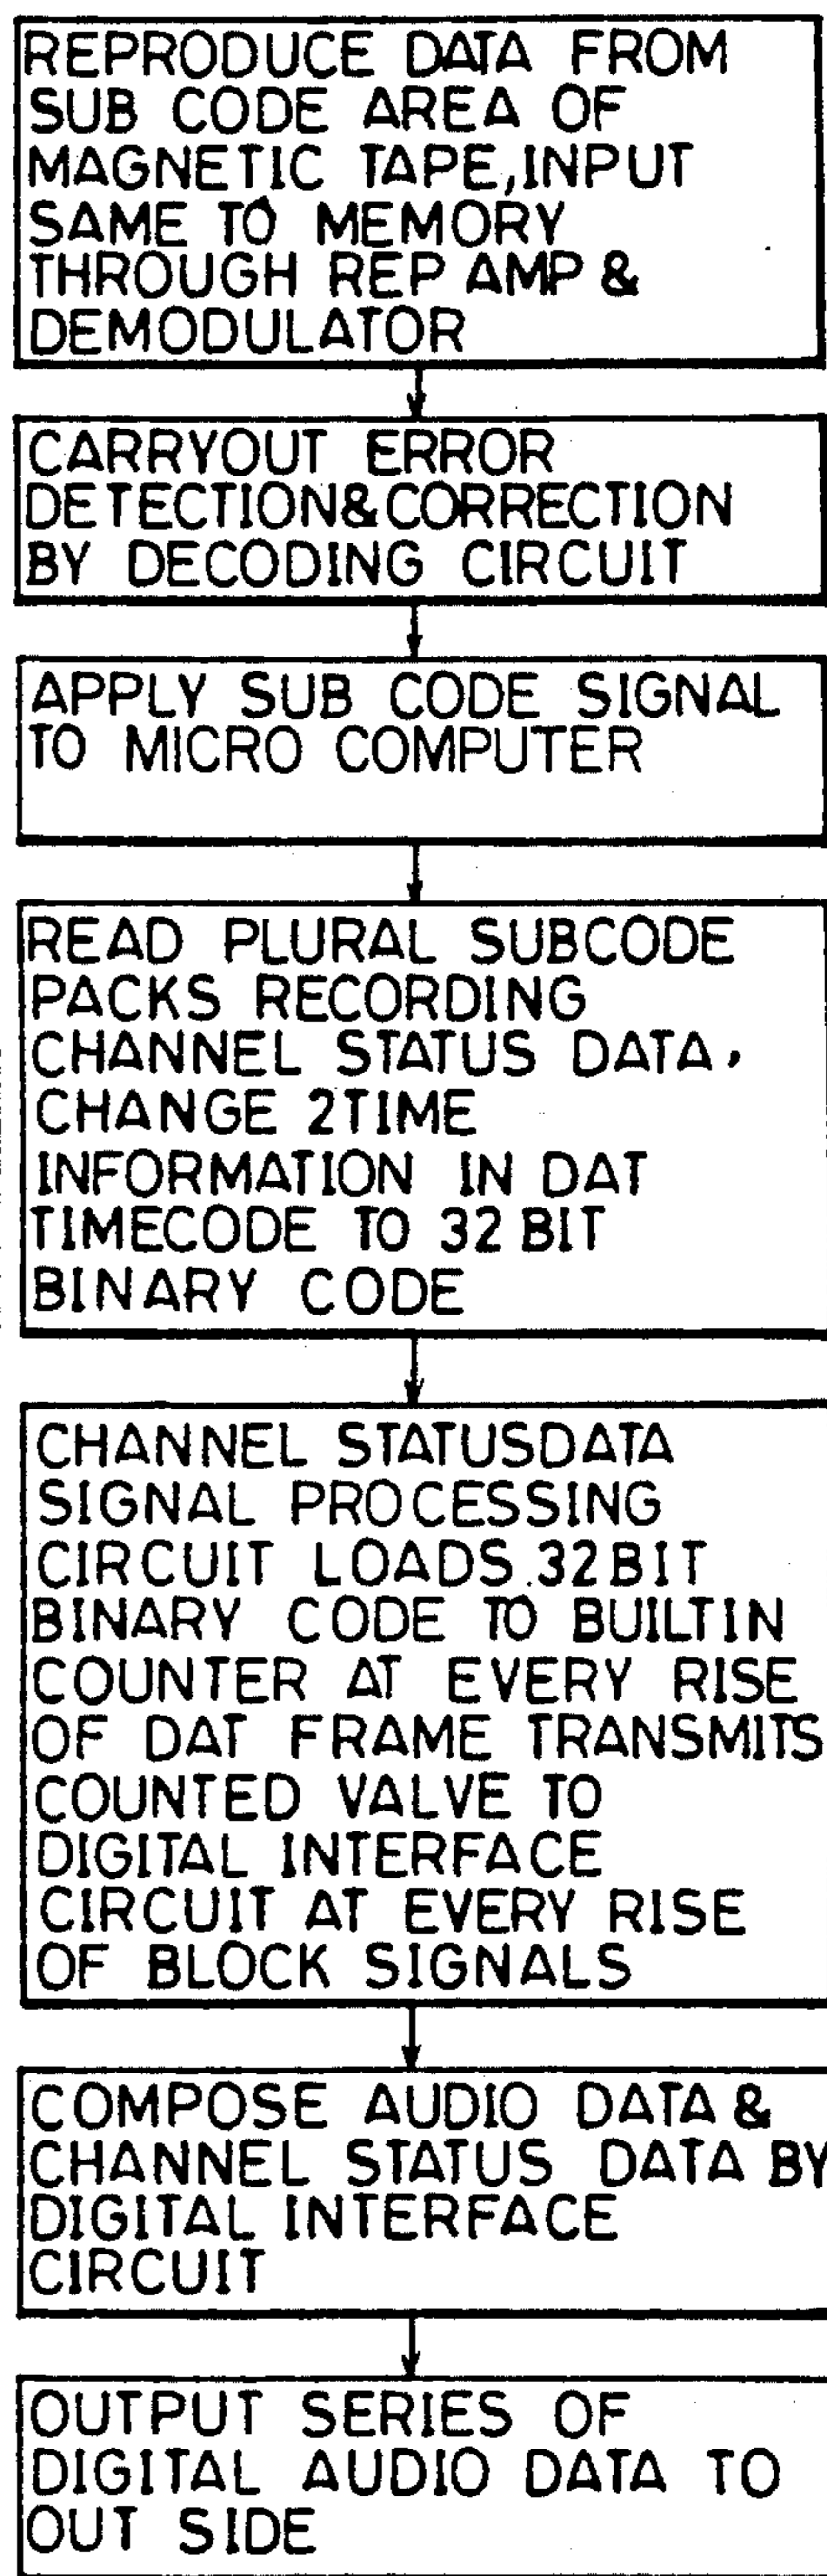 REPRODUCE DATA FROM
SUB CODE AREA OF
MAGNETIC TAPE, INPUT
SAME TO MEMORY
THROUGH REP AMP &
DEMODULATOR
CARRYOUT ERROR
DETECTION&CORRECTION
BY DECODING CIRCUIT
APPLY SUB CODE SIGNAL
TO MICRO COMPUTER
READ PLURAL SUBCODE
PACKS RECORDING
CHANNEL STATUS DATA,
CHANGE 2TIME
INFORMATION IN DAT
TIMECODE TO 32 BIT
BINARY CODE
CHANNEL STATUSDATA
SIGNAL PROCESSING
CIRCUIT LOADS 32BIT
BINARY CODE TO BUILTIN
COUNTER AT EVERY RISE
OF DAT FRAME TRANSMITS
COUNTED VALVE TO
DIGITAL INTERFACE
CIRCUIT AT EVERY RISE
OF BLOCK SIGNALS
COMPOSE AUDIO DATA &
CHANNEL STATUS DATA BY
DIGITAL INTERFACE
CIRCUIT
OUTPUT SERIES OF
DIGITAL AUDIO DATA TO
OUT SIDE